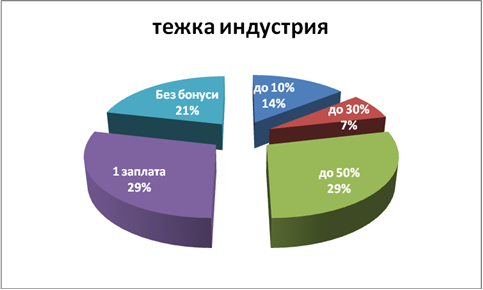 тежка индустрия
до 10%
14%
до 30%
7%
до 50%
29%
1 заплата
29%
Без бонуси
21%